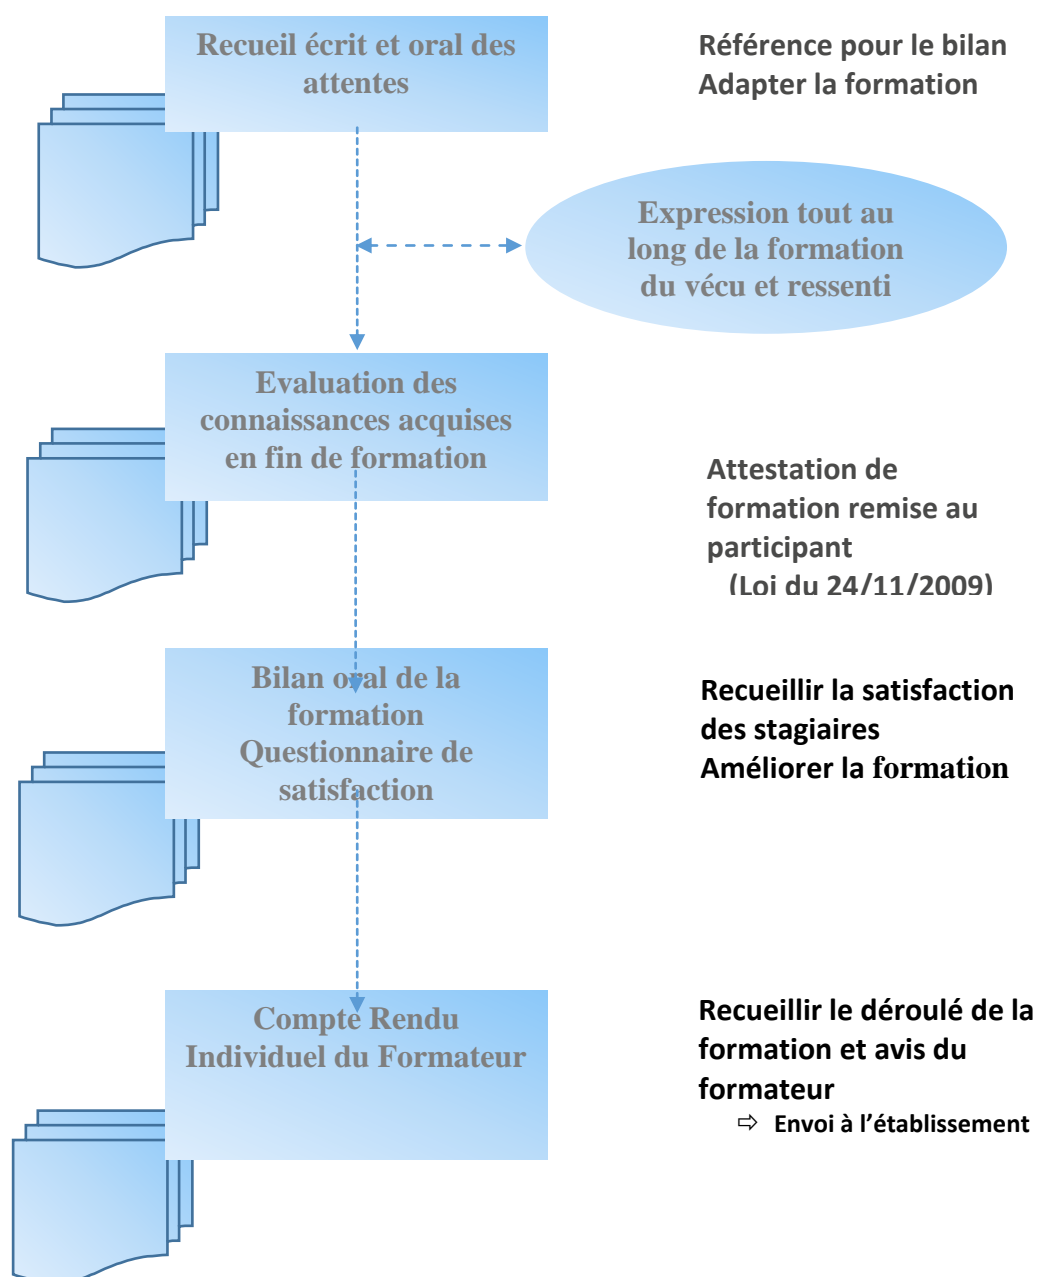 Recueil écrit et oral des
attentes
Référence pour le bilan
Adapter la formation
Expression tout au
long de la formation
du vécu et ressenti
Evaluation des
connaissances acquises
en fin de formation
Attestation de
formation remise au
participant
(Loi du 24/11/2009)
Bilan oral de la
formation
Questionnaire de
satisfaction
Recueillir la satisfaction
des stagiaires
Améliorer la formation
Compte Rendu
Individuel du Formateur
Recueillir le déroulé de la
formation et avis du
formateur
⇨ Envoi à l’établissement